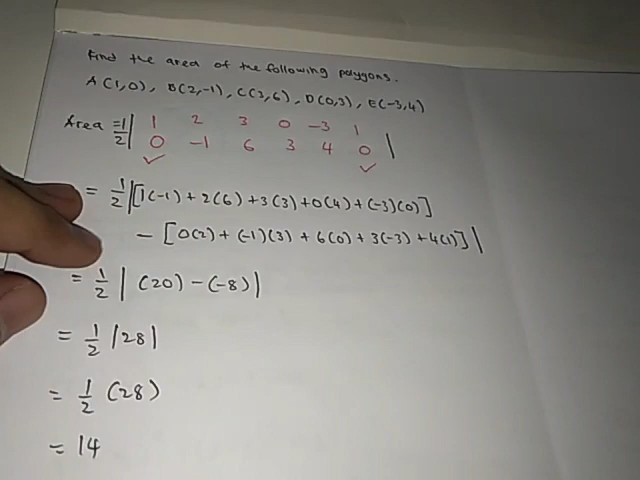 Find the area of the following polygons.
A(1,0), B(2,-1), C(3,6), D(0,3), E(-3,4)
Area = 1/2 | 1 2 3 0 -3 1
0 -1 6 3 4 0 |
= 1/2 |[1(-1) + 2(6) + 3(3) + 0(4) + (-3)(0)]
- [0(2) + (-1)(3) + 6(0) + 3(-3) + 4(1)]|
= 1/2 | (20) - (-8)|
= 1/2 |28|
= 1/2 (28)
= 14